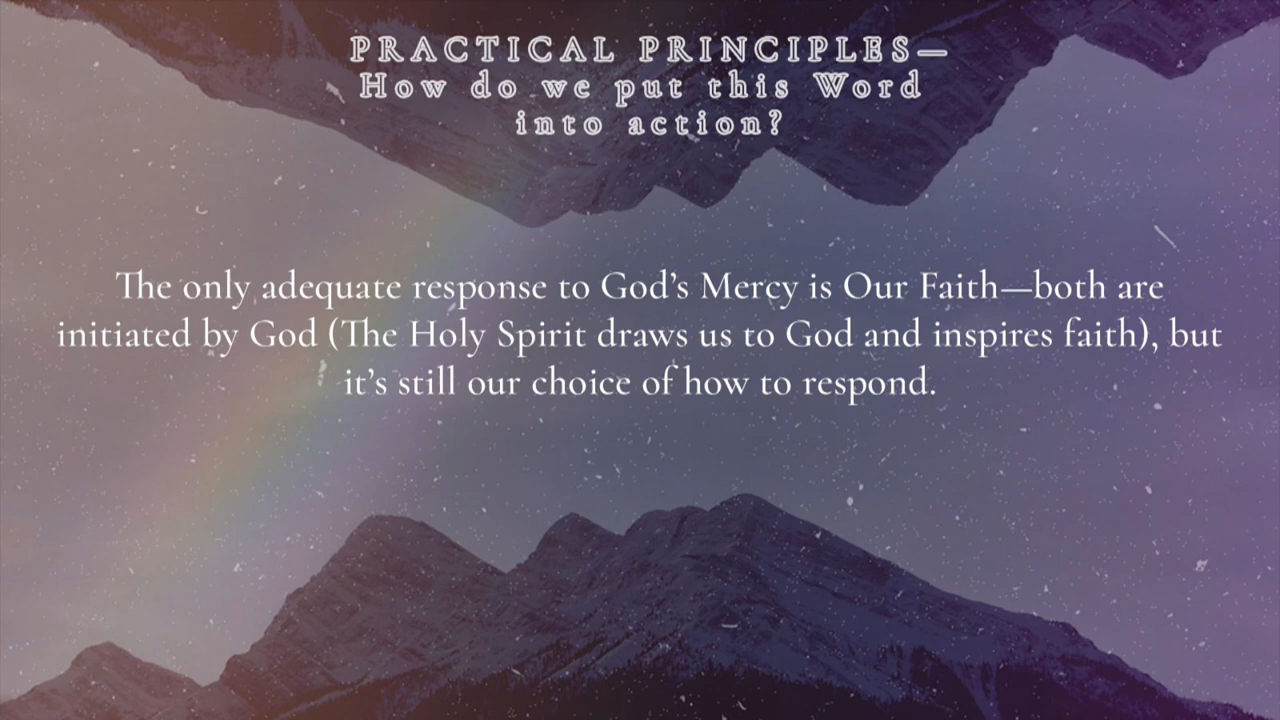 PRACTICAL PRINCIPLES—
How do we put this Word
into action?
The only adequate response to God’s Mercy is Our Faith—both are
initiated by God (The Holy Spirit draws us to God and inspires faith), but
it’s still our choice of how to respond.